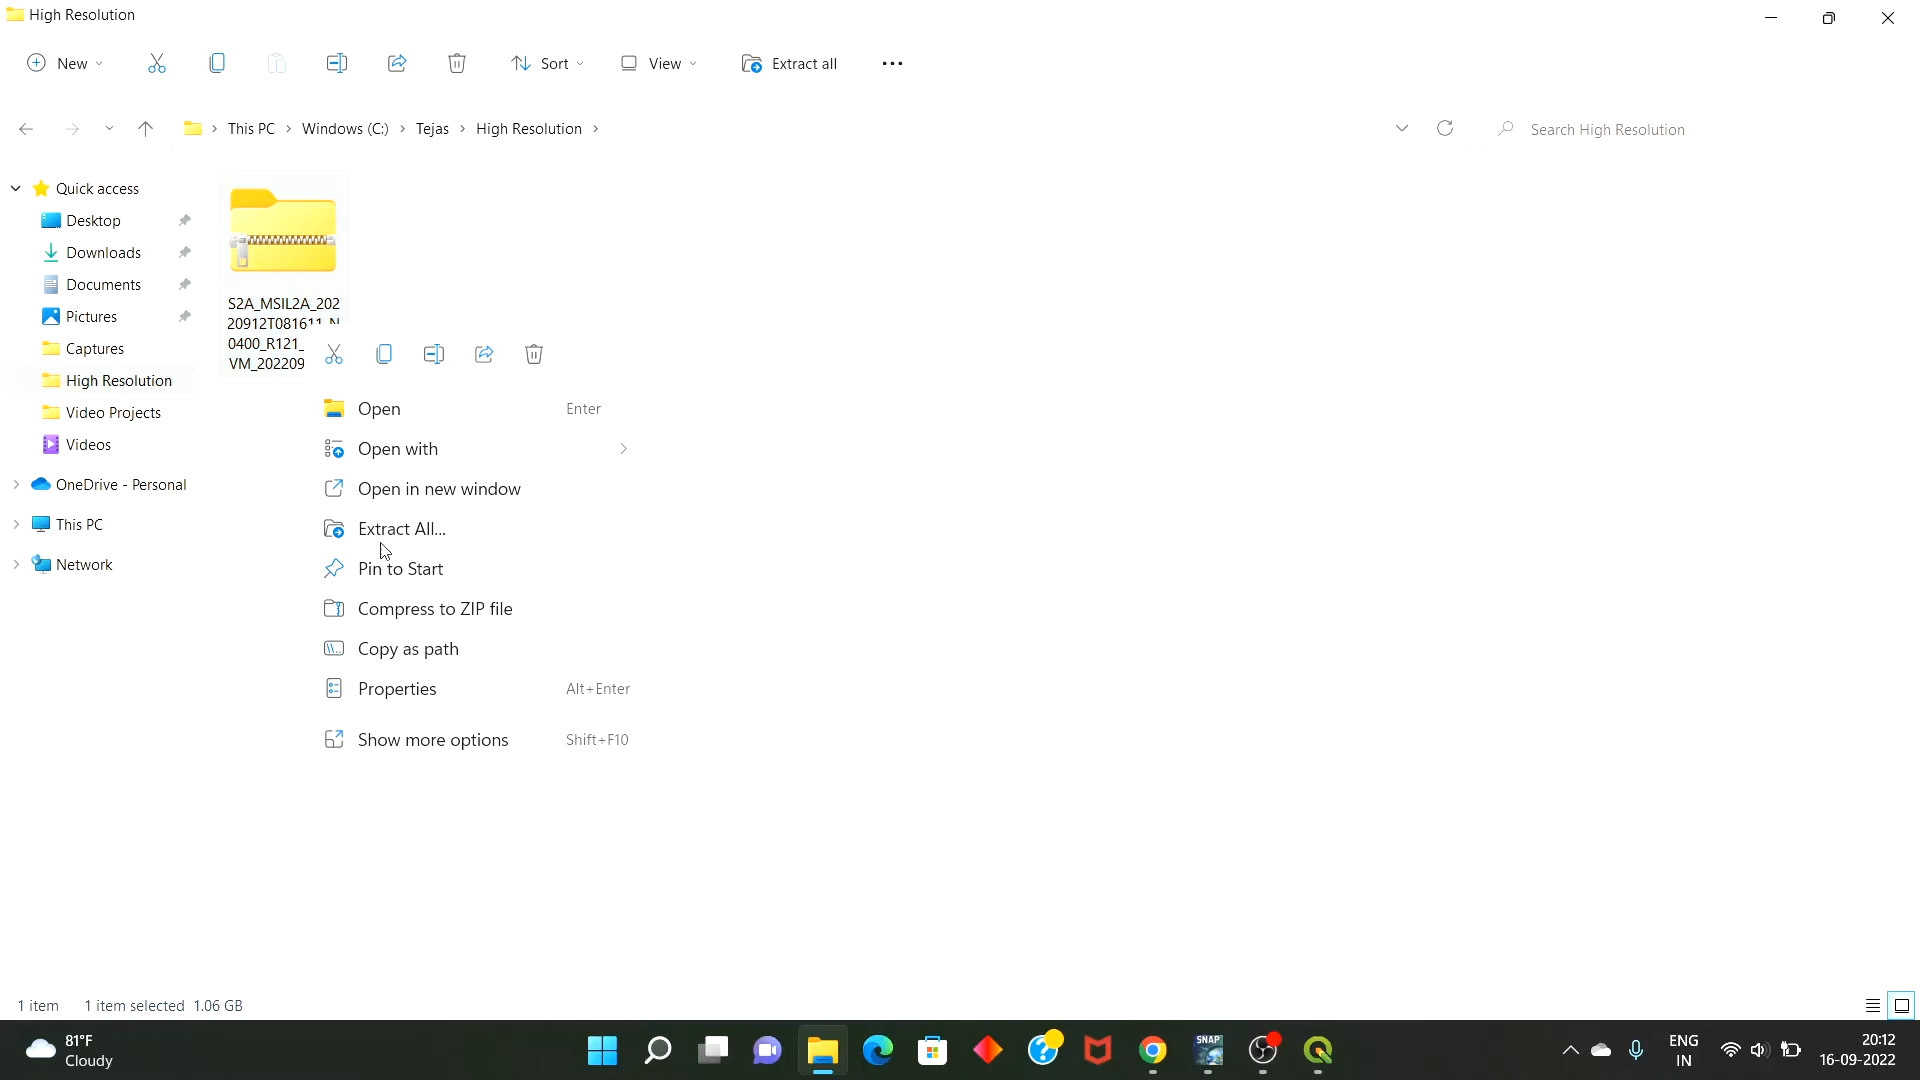 High Resolution
New
Sort
View
Extract all
This PC > Windows (C:) > Tejas > High Resolution >
Search High Resolution
Quick access
Desktop
Downloads
Documents
Pictures
Captures
High Resolution
Video Projects
Videos
OneDrive - Personal
This PC
Network
S2A_MSIL2A_202
20912T081611_N
0400_R121_
VM_202209
Open Enter
Open with
Open in new window
Extract All...
Pin to Start
Compress to ZIP file
Copy as path
Properties Alt+Enter
Show more options Shift+F10
1 item 1 item selected 1.06 GB
81°F
Cloudy
SNAP
ENG
IN
20:12
16-09-2022